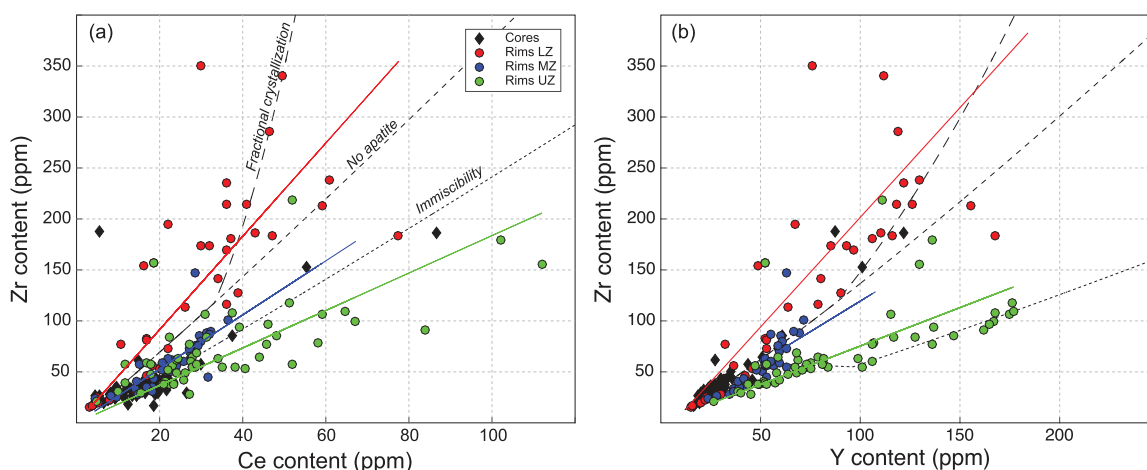 (a)
Cores
Rims LZ
Rims MZ
Rims UZ
Fractional crystallization
No apatite
Immiscibility
350
300
250
200
150
100
50
Zr content (ppm)
20
40
60
80
100
Ce content (ppm)
(b)
350
300
250
200
150
100
50
Zr content (ppm)
50
100
150
200
Y content (ppm)